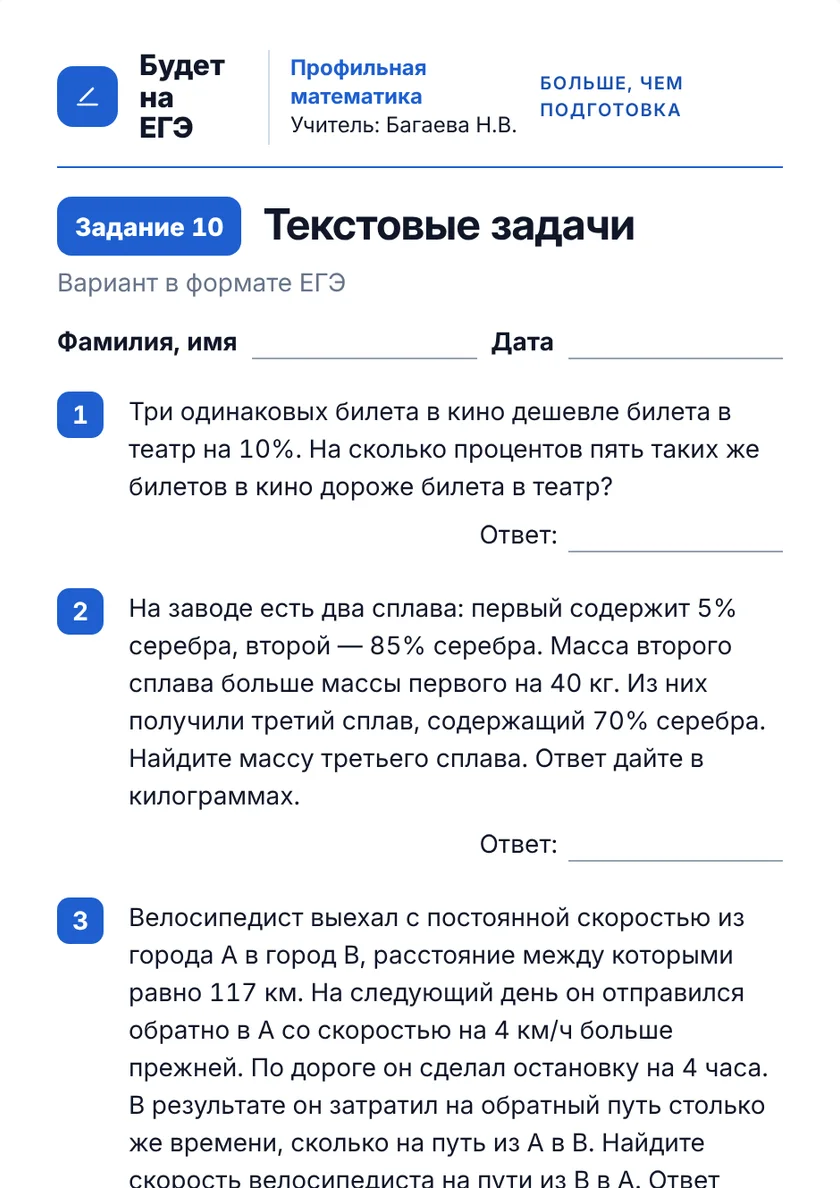 Будет
на
ЕГЭ
Профильная
математика
Учитель: Багаева Н.В.
БОЛЬШЕ, ЧЕМ
ПОДГОТОВКА
Задание 10
Текстовые задачи
Вариант в формате ЕГЭ
Фамилия, имя
Дата
1
Три одинаковых билета в кино дешевле билета в
театр на 10%. На сколько процентов пять таких же
билетов в кино дороже билета в театр?
Ответ:
2
На заводе есть два сплава: первый содержит 5%
серебра, второй — 85% серебра. Масса второго
сплава больше массы первого на 40 кг. Из них
получили третий сплав, содержащий 70% серебра.
Найдите массу третьего сплава. Ответ дайте в
килограммах.
Ответ:
3
Велосипедист выехал с постоянной скоростью из
города А в город В, расстояние между которыми
равно 117 км. На следующий день он отправился
обратно в А со скоростью на 4 км/ч больше
прежней. По дороге он сделал остановку на 4 часа.
В результате он затратил на обратный путь столько
же времени, сколько на путь из А в В. Найдите
скорость велосипедиста на пути из В в А. Ответ